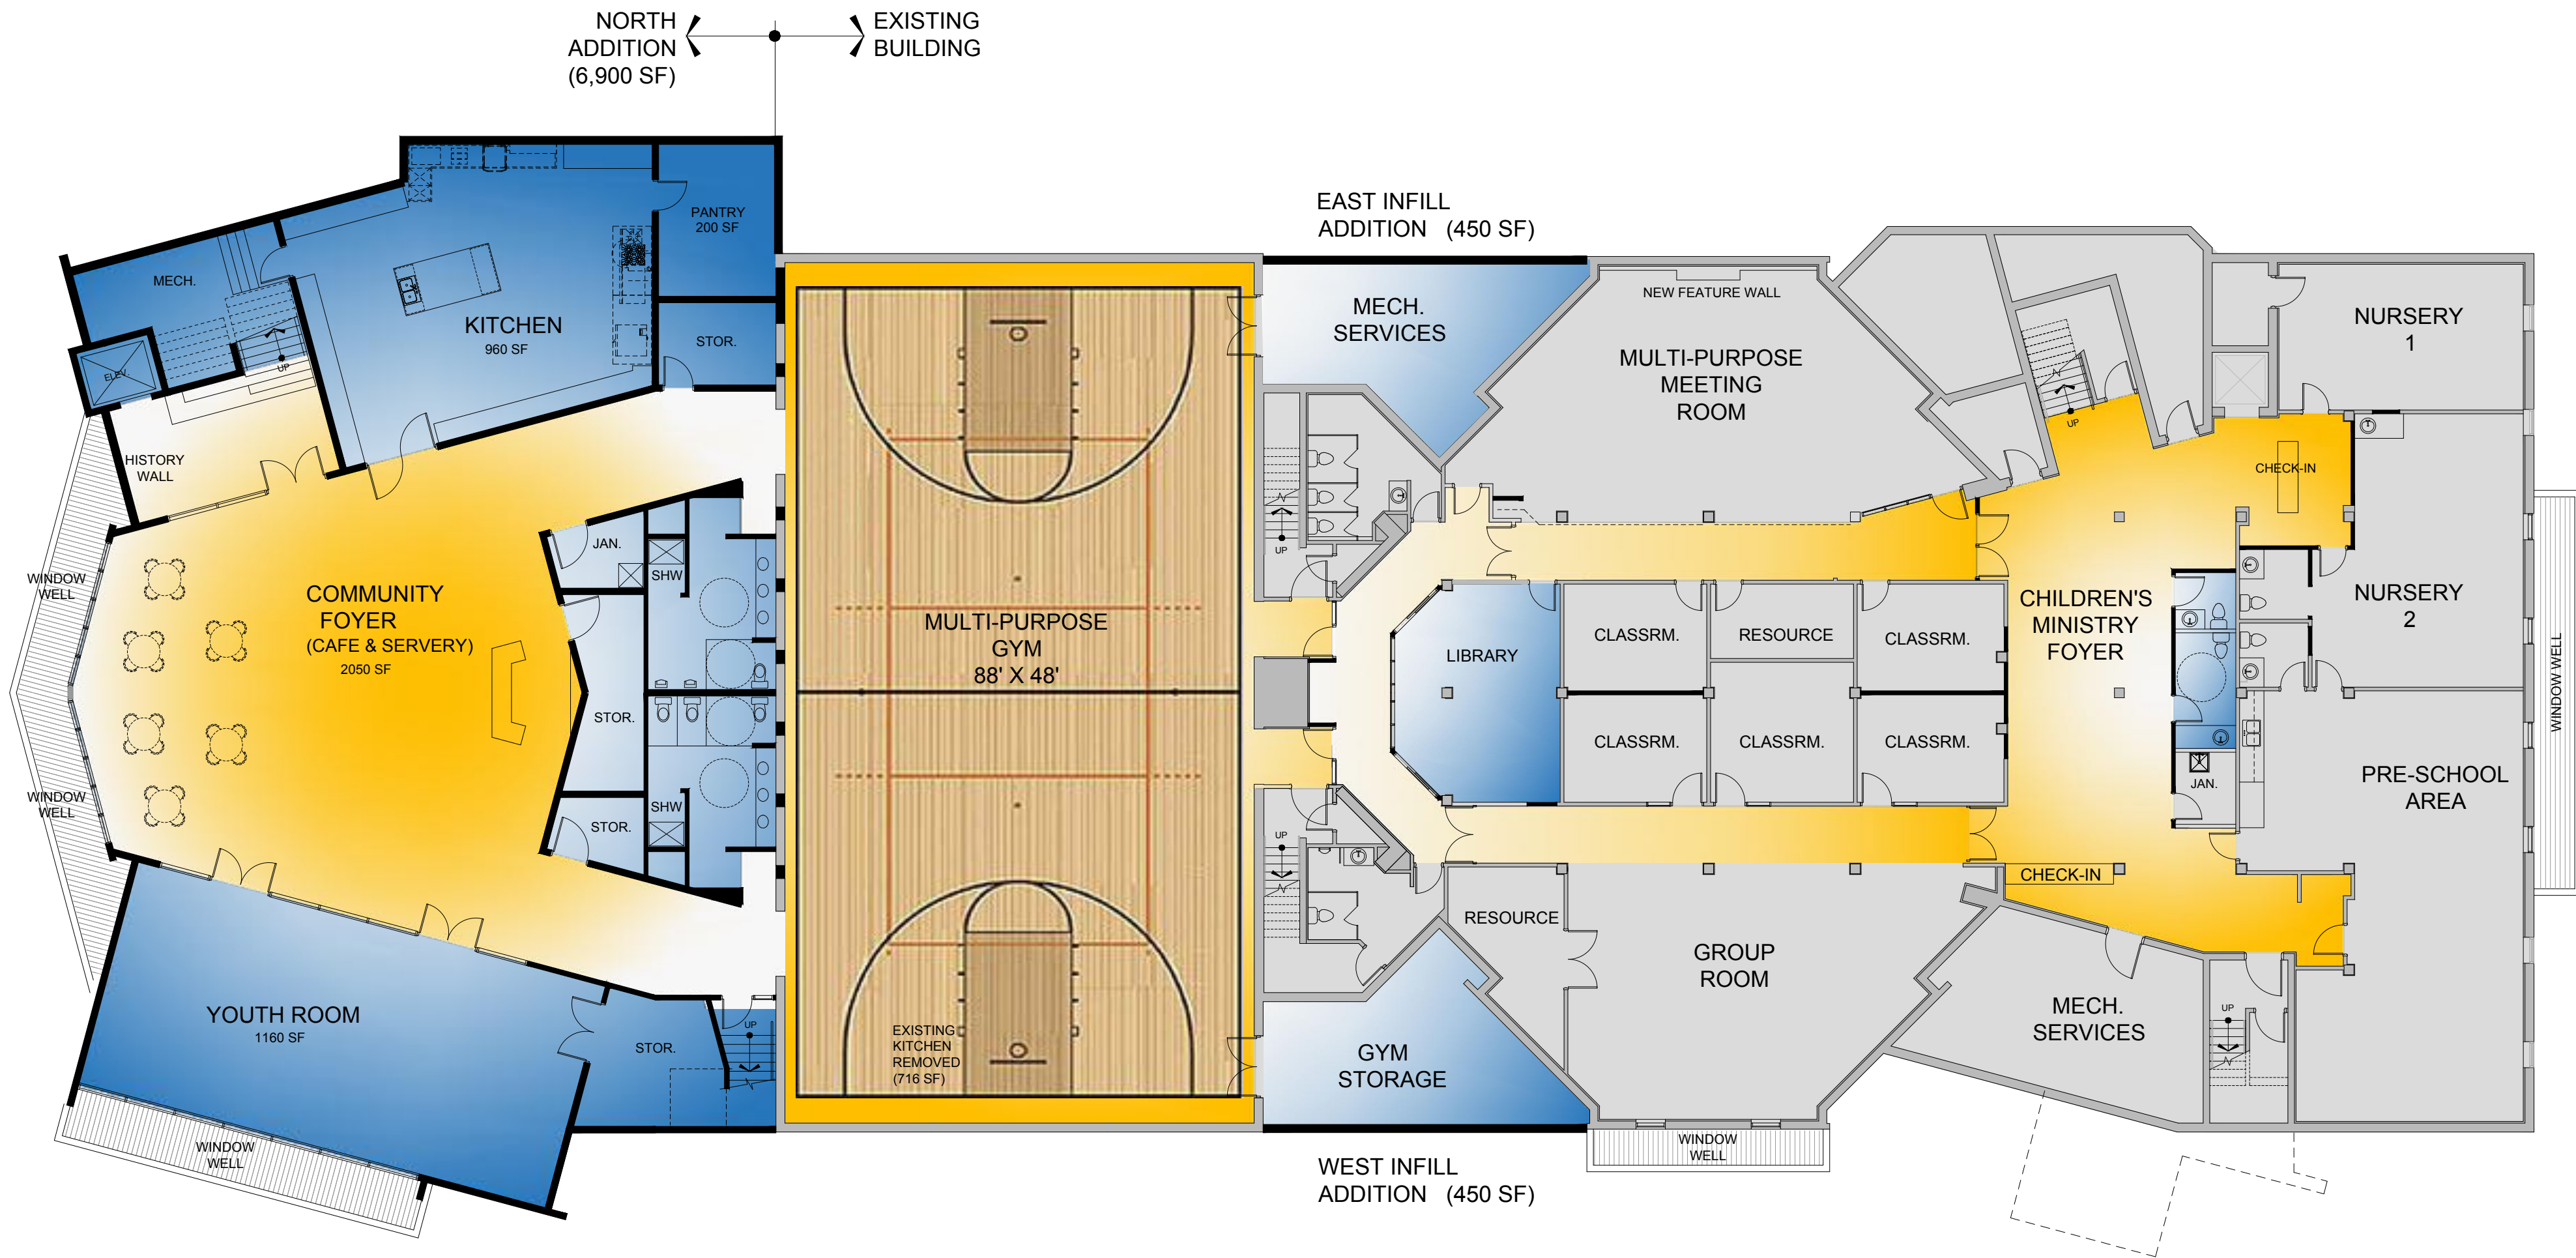 NORTH
ADDITION
(6,900 SF)
EXISTING
BUILDING
EAST INFILL
ADDITION (450 SF)
PANTRY
200 SF
MECH.
KITCHEN
960 SF
STOR.
ELEV.
UP
HISTORY
WALL
JAN.
SHW
WINDOW
WELL
COMMUNITY
FOYER
(CAFE & SERVERY)
2050 SF
STOR.
WINDOW
WELL
STOR.
SHW
YOUTH ROOM
1160 SF
STOR.
UP
WINDOW
WELL
MULTI-PURPOSE
GYM
88' X 48'
EXISTING
KITCHEN
REMOVED
(716 SF)
MECH.
SERVICES
NEW FEATURE WALL
MULTI-PURPOSE
MEETING
ROOM
UP
UP
NURSERY
1
CHECK-IN
LIBRARY
CLASSRM.
RESOURCE
CLASSRM.
CHILDREN'S
MINISTRY
FOYER
NURSERY
2
WINDOW WELL
CLASSRM.
CLASSRM.
CLASSRM.
JAN.
PRE-SCHOOL
AREA
UP
CHECK-IN
RESOURCE
GROUP
ROOM
MECH.
SERVICES
UP
GYM
STORAGE
WINDOW
WELL
WEST INFILL
ADDITION (450 SF)